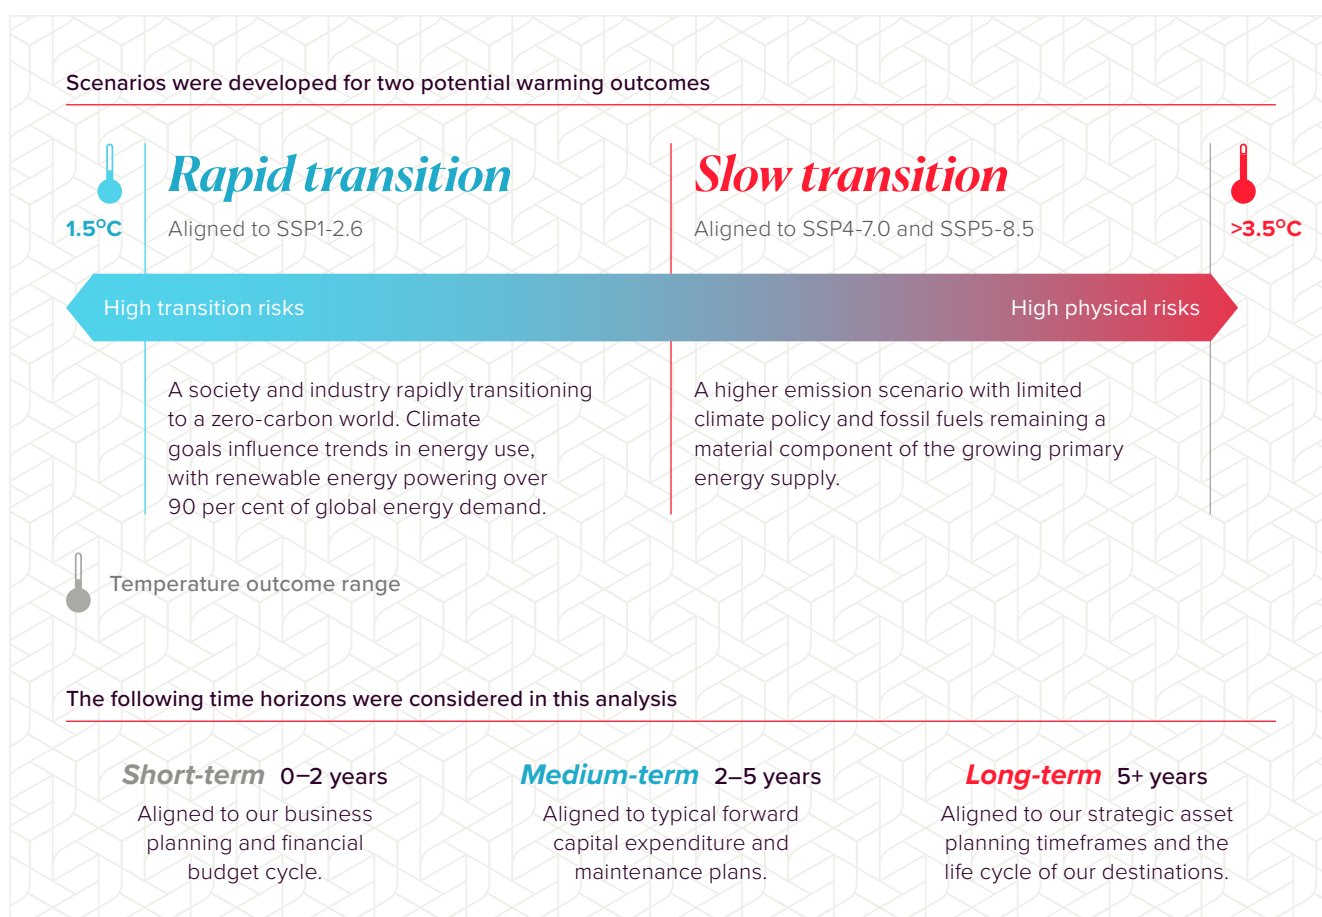 Scenarios were developed for two potential warming outcomes
1.5°C
Rapid transition
Aligned to SSP1-2.6
Slow transition
Aligned to SSP4-7.0 and SSP5-8.5
>3.5°C
High transition risks
High physical risks
A society and industry rapidly transitioning
to a zero-carbon world. Climate
goals influence trends in energy use,
with renewable energy powering over
90 per cent of global energy demand.
A higher emission scenario with limited
climate policy and fossil fuels remaining a
material component of the growing primary
energy supply.
Temperature outcome range
The following time horizons were considered in this analysis
Short-term 0–2 years
Aligned to our business
planning and financial
budget cycle.
Medium-term 2–5 years
Aligned to typical forward
capital expenditure and
maintenance plans.
Long-term 5+ years
Aligned to our strategic asset
planning timeframes and the
life cycle of our destinations.